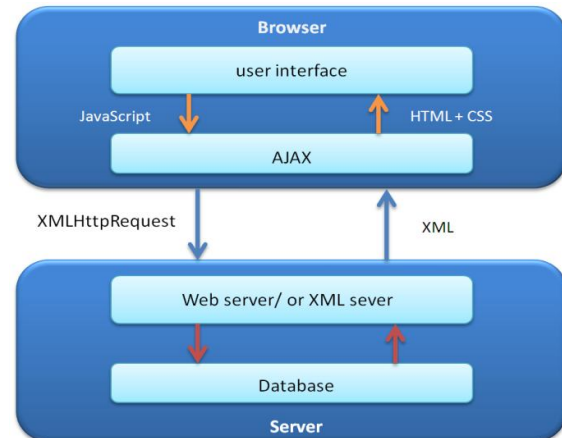 Browser
user interface
JavaScript
HTML + CSS
AJAX
XMLHttpRequest
XML
Web server/ or XML sever
Database
Server